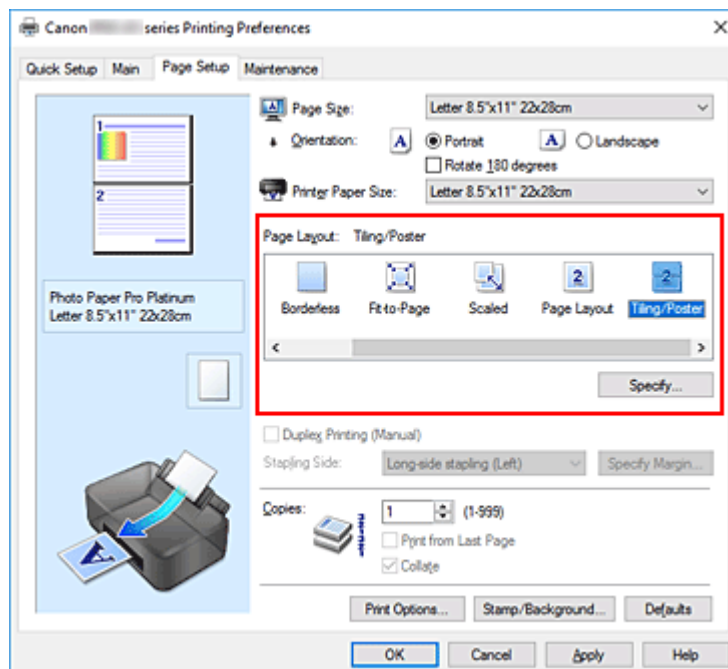 Canon series Printing Preferences
Quick Setup Main Page Setup Maintenance
1
2
Photo Paper Pro Platinum
Letter 8.5"x11" 22x28cm
A
Page Size: Letter 8.5"x11" 22x28cm
Orientation: A Portrait A Landscape
Rotate 180 degrees
Printer Paper Size: Letter 8.5"x11" 22x28cm
Page Layout: Tiling/Poster
2 2
Borderless Fit-to-Page Scaled Page Layout Tiling/Poster
Specify...
Duplex Printing (Manual)
Stapling Side: Long-side stapling (Left) Specify Margin...
Copies: 1 (1-999)
Print from Last Page
Collate
Print Options... Stamp/Background... Defaults
OK Cancel Apply Help